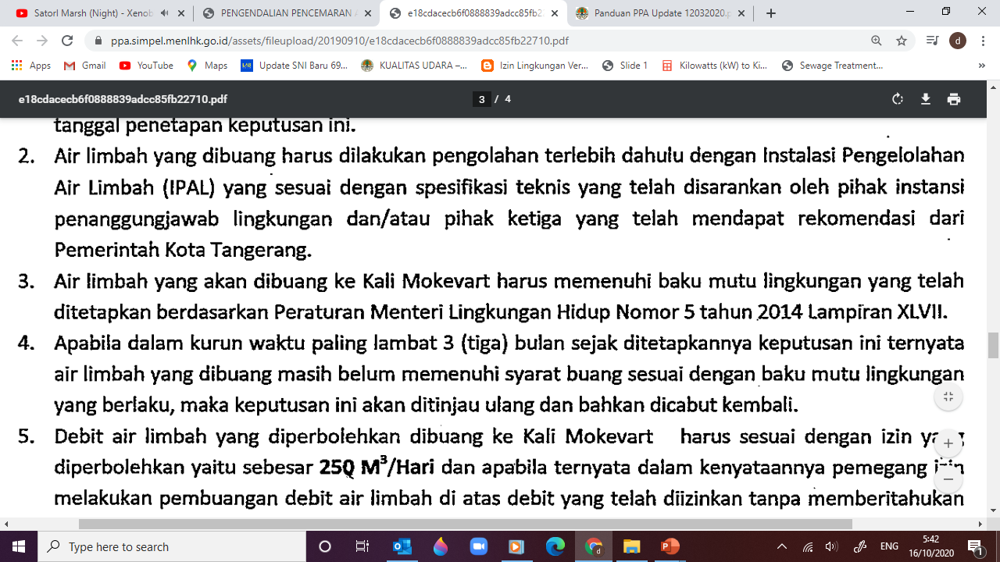 Satorl Marsh (Night) - Xenob
PENGENDALIAN PENCEMARAN A
e18cdacecb6f0888839adcc85fb2
Panduan PPA Update 12032020.p
ppa.simpel.menlhk.go.id/assets/fileupload/20190910/e18cdacecb6f0888839adcc85fb22710.pdf
d
Apps Gmail YouTube Maps Update SNI Baru 69... KUALITAS UDARA –... Izin Lingkungan Ver... Slide 1 Kilowatts (kW) to Ki... Sewage Treatment... »
e18cdacecb6f0888839adcc85fb22710.pdf 3 / 4
tanggal penetapan keputusan ini.
2. Air limbah yang dibuang harus dilakukan pengolahan terlebih dahulu dengan Instalasi Pengelolahan
Air Limbah (IPAL) yang sesuai dengan spesifikasi teknis yang telah disarankan oleh pihak instansi
penanggungjawab lingkungan dan/atau pihak ketiga yang telah mendapat rekomendasi dari
Pemerintah Kota Tangerang.
3. Air limbah yang akan dibuang ke Kali Mokevart harus memenuhi baku mutu lingkungan yang telah
ditetapkan berdasarkan Peraturan Menteri Lingkungan Hidup Nomor 5 tahun 2014 Lampiran XLVII.
4. Apabila dalam kurun waktu paling lambat 3 (tiga) bulan sejak ditetapkannya keputusan ini ternyata
air limbah yang dibuang masih belum memenuhi syarat buang sesuai dengan baku mutu lingkungan
yang berlaku, maka keputusan ini akan ditinjau ulang dan bahkan dicabut kembali.
5. Debit air limbah yang diperbolehkan dibuang ke Kali Mokevart harus sesuai dengan izin
diperbolehkan yaitu sebesar 250 M³/Hari dan apabila ternyata dalam kenyataannya pemegang izin
melakukan pembuangan debit air limbah di atas debit yang telah diizinkan tanpa memberitahukan
Type here to search
ENG
5:42
16/10/2020
1